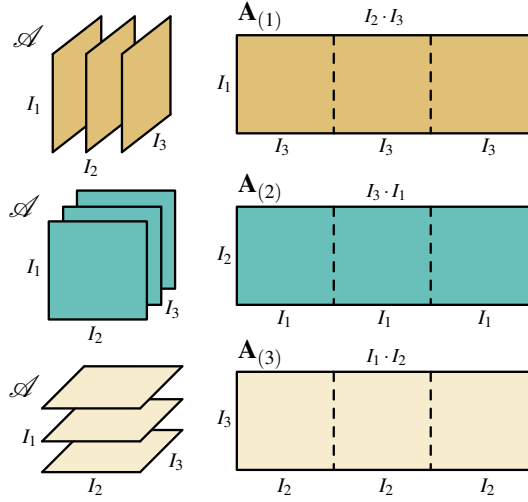 𝒜 A₍₁₎ I₂ · I₃
I₁ I₁
I₂ I₃ I₃ I₃ I₃
𝒜 A₍₂₎ I₃ · I₁
I₁ I₂
I₂ I₃ I₁ I₁ I₁
𝒜 A₍₃₎ I₁ · I₂
I₁ I₃
I₂ I₃ I₂ I₂ I₂